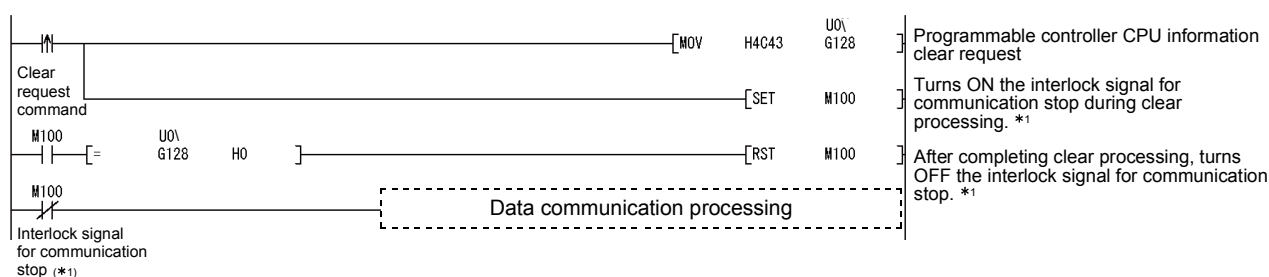 U0\
[MOV H4C43 G128 ]
Programmable controller CPU information
clear request
Clear
request
command
[SET M100 ]
Turns ON the interlock signal for
communication stop during clear
processing. *1
M100 U0\
[= G128 H0 ]
[RST M100 ]
After completing clear processing, turns
OFF the interlock signal for communication
stop. *1
M100
Data communication processing
Interlock signal
for communication
stop (*1)